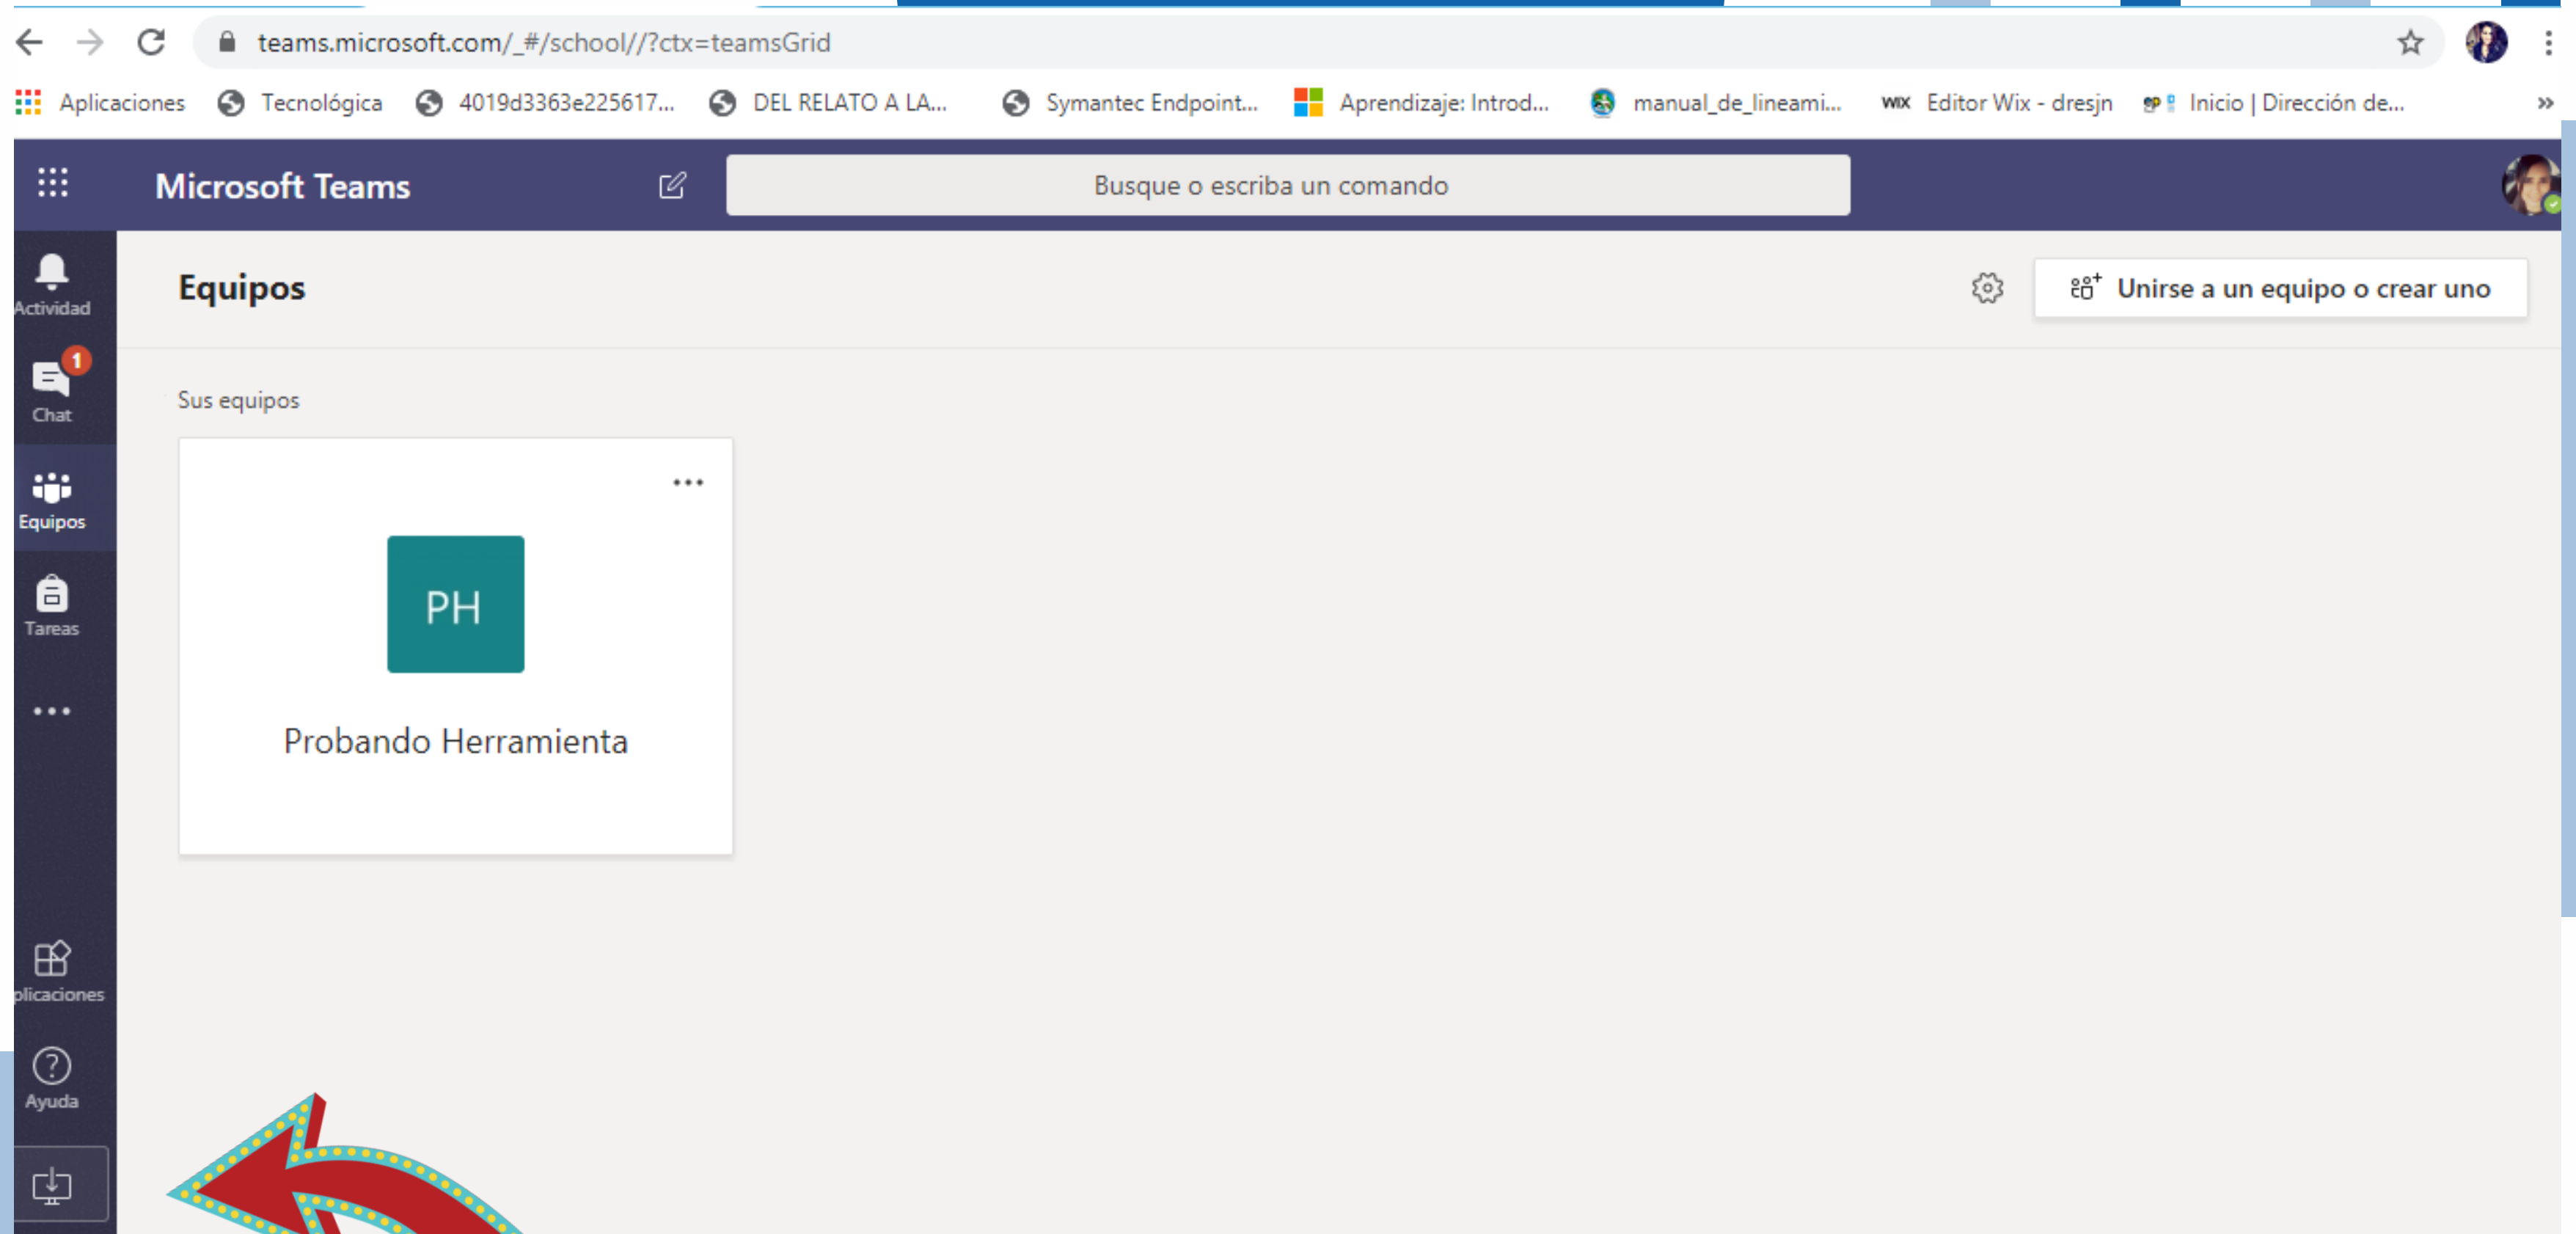 teams.microsoft.com/_#/school//?ctx=teamsGrid
Aplicaciones Tecnológica 4019d3363e225617... DEL RELATO A LA... Symantec Endpoint... Aprendizaje: Introd... manual_de_lineami... WIX Editor Wix - dresjn Inicio | Dirección de... »
Microsoft Teams Busque o escriba un comando
Actividad
Equipos
Unirse a un equipo o crear uno
1
Chat
Sus equipos
Equipos
PH
Tareas
Probando Herramienta
plicaciones
Ayuda